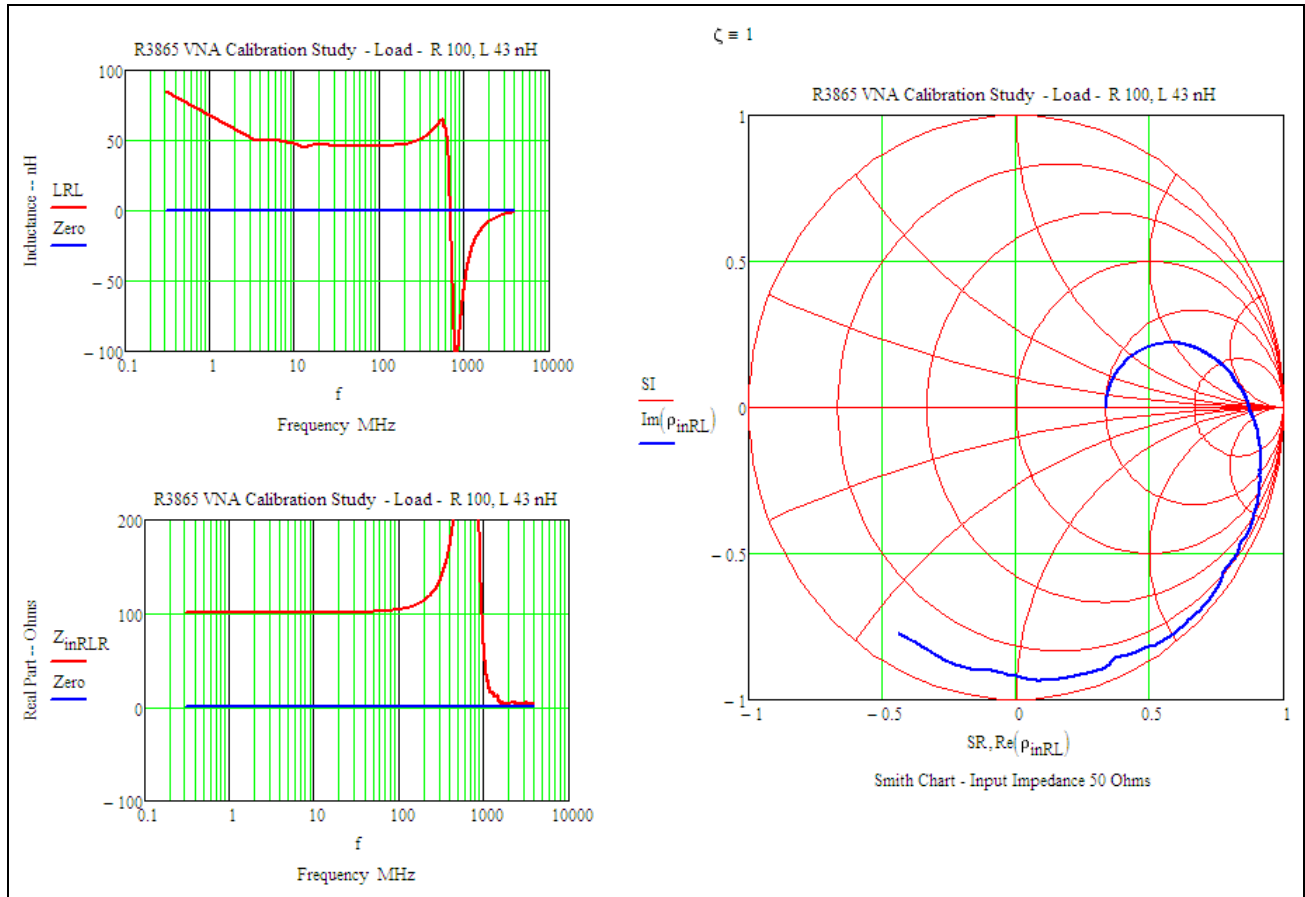 R3865 VNA Calibration Study - Load - R 100, L 43 nH
100
50
0
− 50
− 100
Inductance -- nH
LRL
Zero
0.1 1 10 100 1000 10000
f
Frequency MHz
R3865 VNA Calibration Study - Load - R 100, L 43 nH
200
100
0
− 100
Real Part -- Ohms
Z_inRLR
Zero
0.1 1 10 100 1000 10000
f
Frequency MHz
ζ ≡ 1
R3865 VNA Calibration Study - Load - R 100, L 43 nH
1
0.5
0
− 0.5
− 1
SI
Im(ρ_inRL)
− 1 − 0.5 0 0.5 1
SR, Re(ρ_inRL)
Smith Chart - Input Impedance 50 Ohms